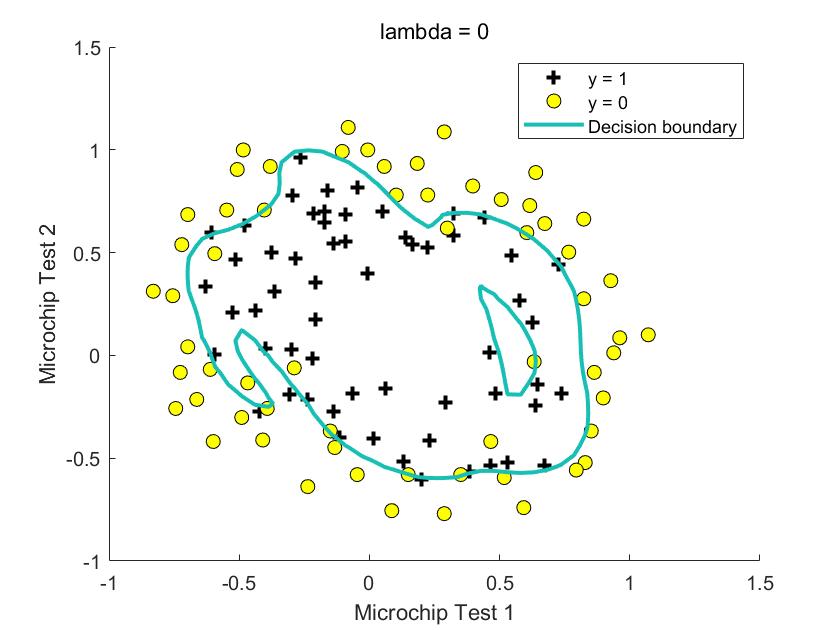 lambda = 0
y = 1
y = 0
Decision boundary
1.5
1
0.5
0
-0.5
-1
Microchip Test 2
-1 -0.5 0 0.5 1 1.5
Microchip Test 1